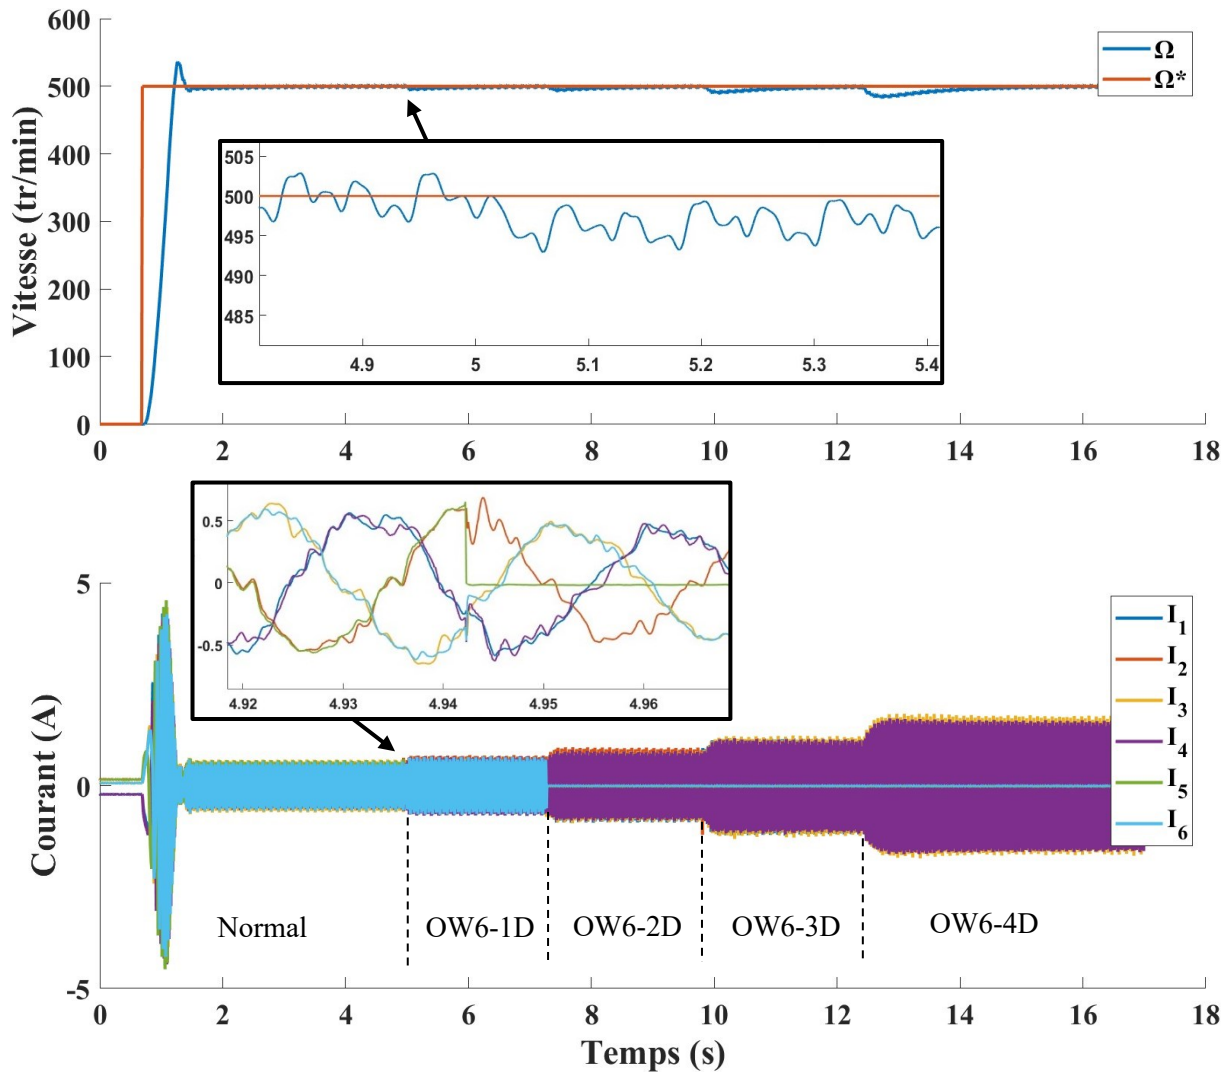 600
500
400
300
200
100
0
Vitesse (tr/min)
Ω
Ω*
505
500
495
490
485
4.9 5 5.1 5.2 5.3 5.4
0 2 4 6 8 10 12 14 16 18
0.5
0
-0.5
4.92 4.93 4.94 4.95 4.96
5
0
-5
Courant (A)
I1
I2
I3
I4
I5
I6
Normal OW6-1D OW6-2D OW6-3D OW6-4D
0 2 4 6 8 10 12 14 16 18
Temps (s)